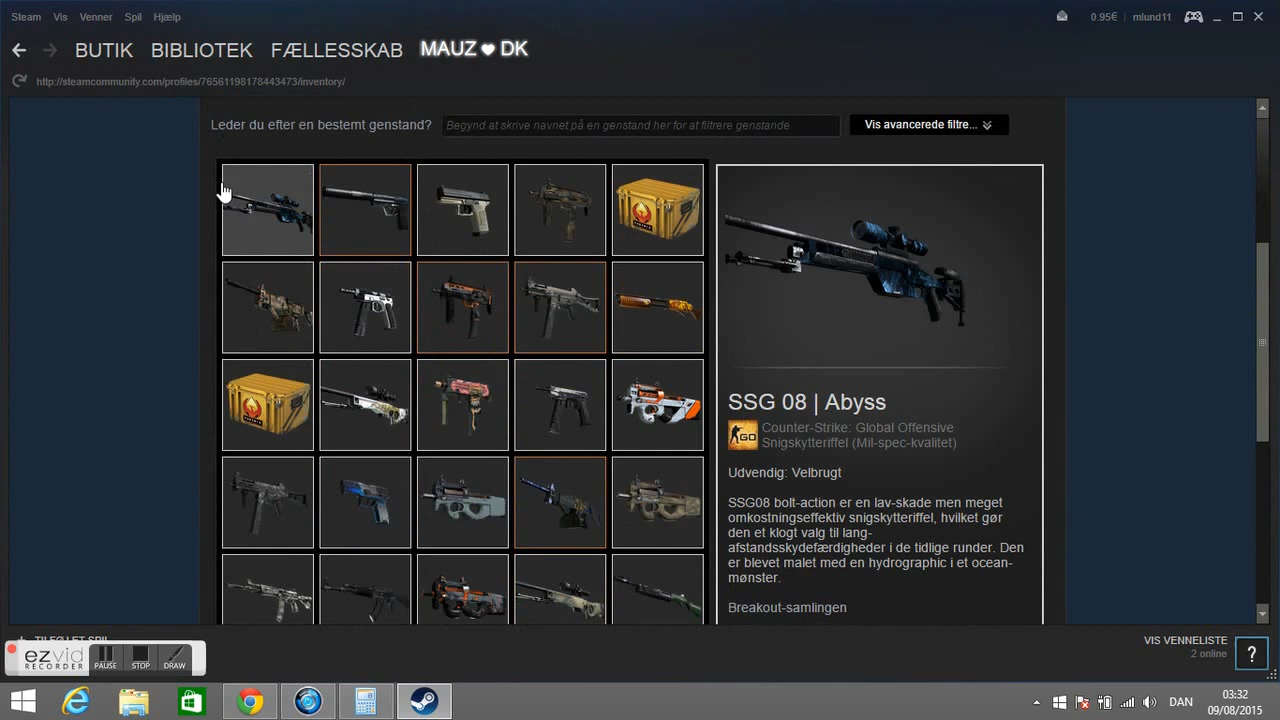 Steam Vis Venner Spil Hjælp 0.95€ mlund11
BUTIK BIBLIOTEK FÆLLESSKAB MAUZ♥DK
http://steamcommunity.com/profiles/76561198178443473/inventory/
Leder du efter en bestemt genstand? Begynd at skrive navnet på en genstand her for at filtrere genstande Vis avancerede filtre...
SSG 08 | Abyss
GO
Counter-Strike: Global Offensive
Snigskytteriffel (Mil-spec-kvalitet)
Udvendig: Velbrugt
SSG08 bolt-action er en lav-skade men meget
omkostningseffektiv snigskytteriffel, hvilket gør
den et klogt valg til lang-
afstandsskydefærdigheder i de tidlige runder. Den
er blevet malet med en hydrographic i et ocean-
mønster.
Breakout-samlingen
TILFØJ ET SPIL
VIS VENNELISTE
2 online
?
ezvid
RECORDER
PAUSE STOP DRAW
DAN
03:32
09/08/2015